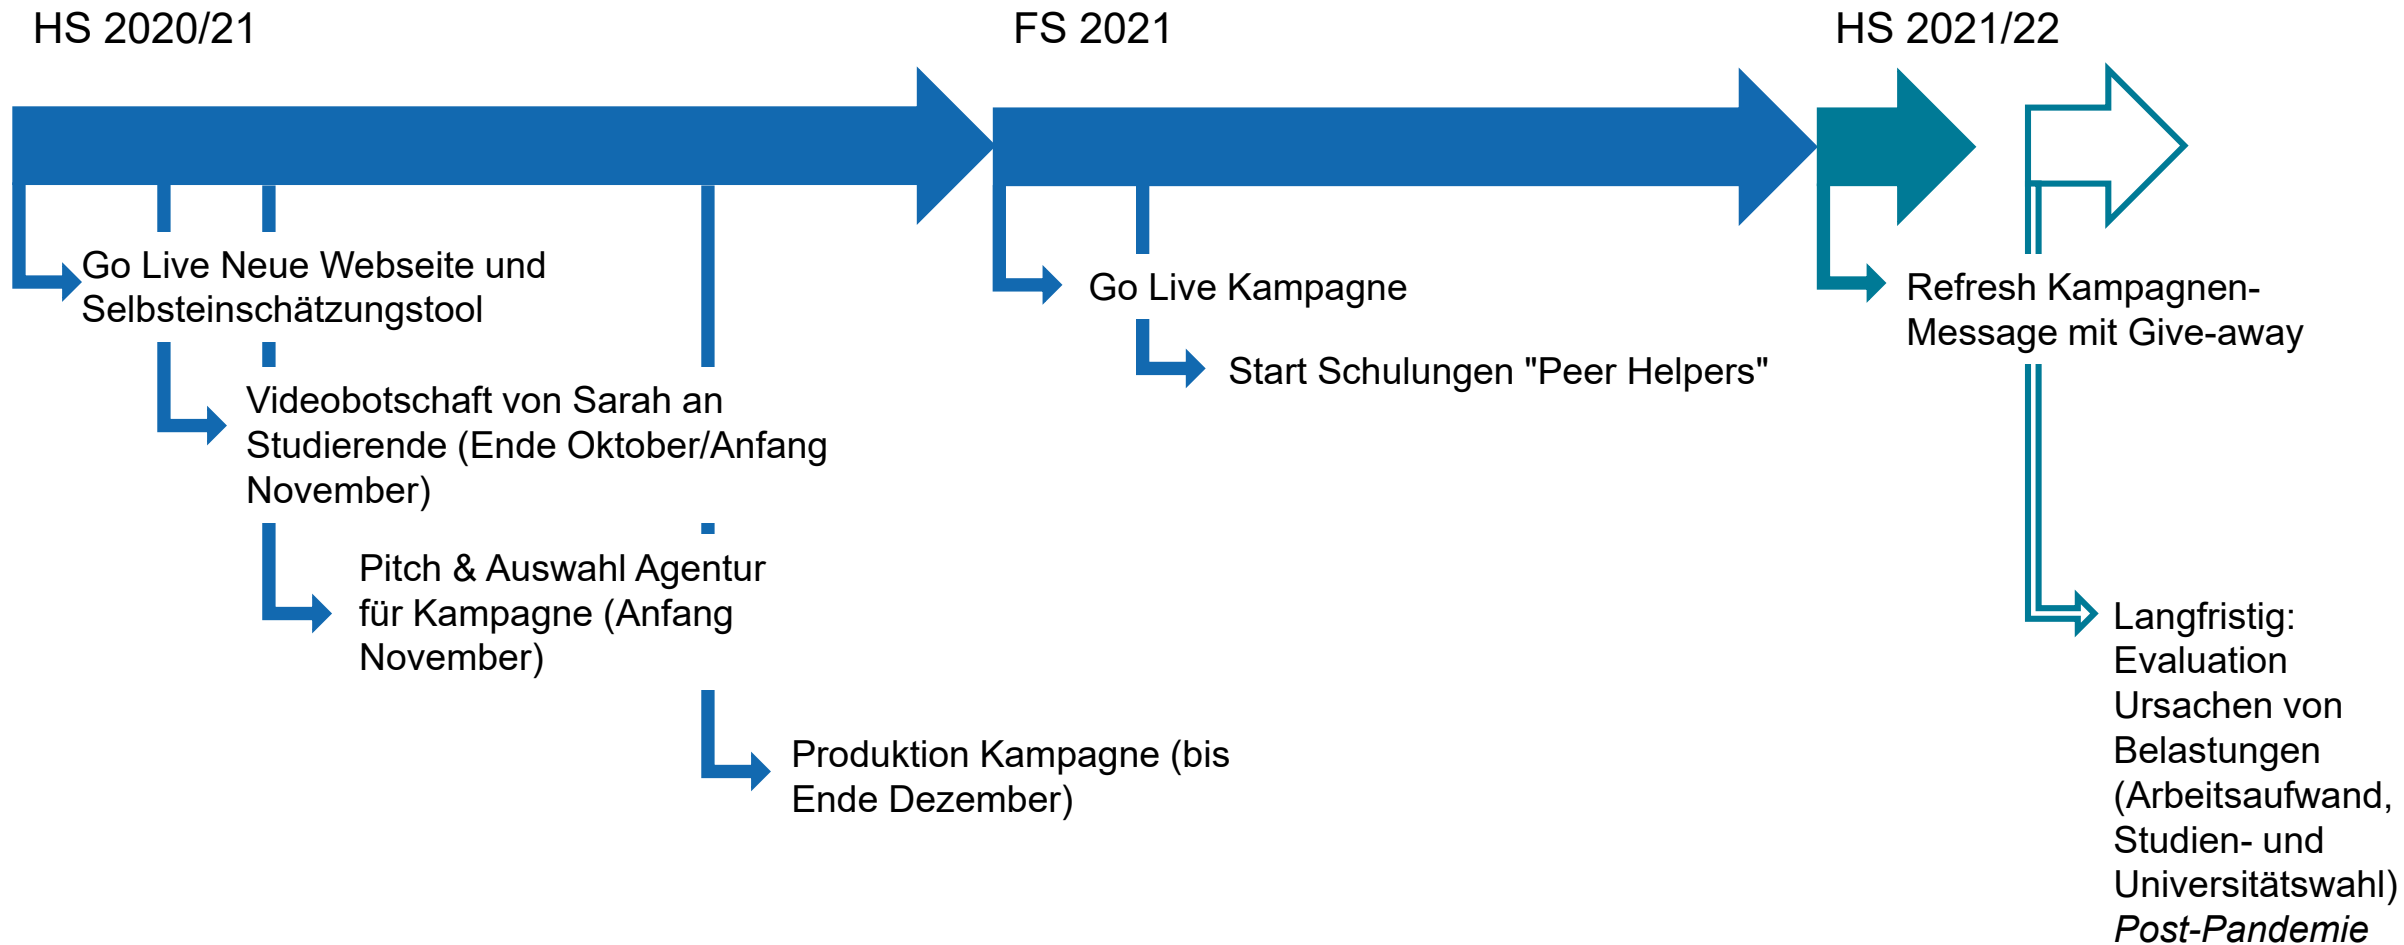 HS 2020/21
FS 2021
HS 2021/22
Go Live Neue Webseite und
Selbsteinschätzungstool
Videobotschaft von Sarah an
Studierende (Ende Oktober/Anfang
November)
Pitch & Auswahl Agentur
für Kampagne (Anfang
November)
Produktion Kampagne (bis
Ende Dezember)
Go Live Kampagne
Start Schulungen "Peer Helpers"
Refresh Kampagnen-
Message mit Give-away
Langfristig:
Evaluation
Ursachen von
Belastungen
(Arbeitsaufwand,
Studien- und
Universitätswahl)
Post-Pandemie